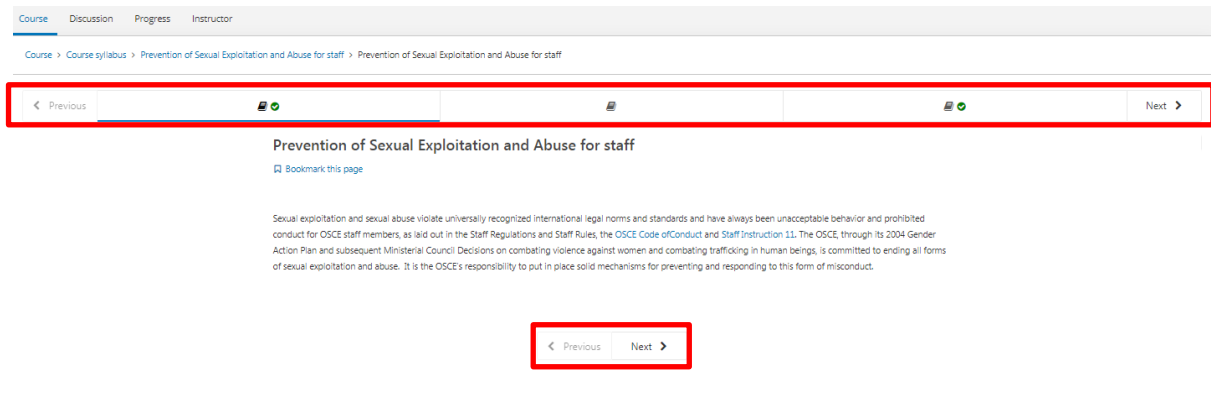 Course Discussion Progress Instructor
Course > Course syllabus > Prevention of Sexual Exploitation and Abuse for staff > Prevention of Sexual Exploitation and Abuse for staff
Previous Next
Prevention of Sexual Exploitation and Abuse for staff
Bookmark this page
Sexual exploitation and sexual abuse violate universally recognized international legal norms and standards and have always been unacceptable behavior and prohibited
conduct for OSCE staff members, as laid out in the Staff Regulations and Staff Rules, the OSCE Code ofConduct and Staff Instruction 11. The OSCE, through its 2004 Gender
Action Plan and subsequent Ministerial Council Decisions on combating violence against women and combating trafficking in human beings, is committed to ending all forms
of sexual exploitation and abuse. It is the OSCE's responsibility to put in place solid mechanisms for preventing and responding to this form of misconduct.
Previous Next